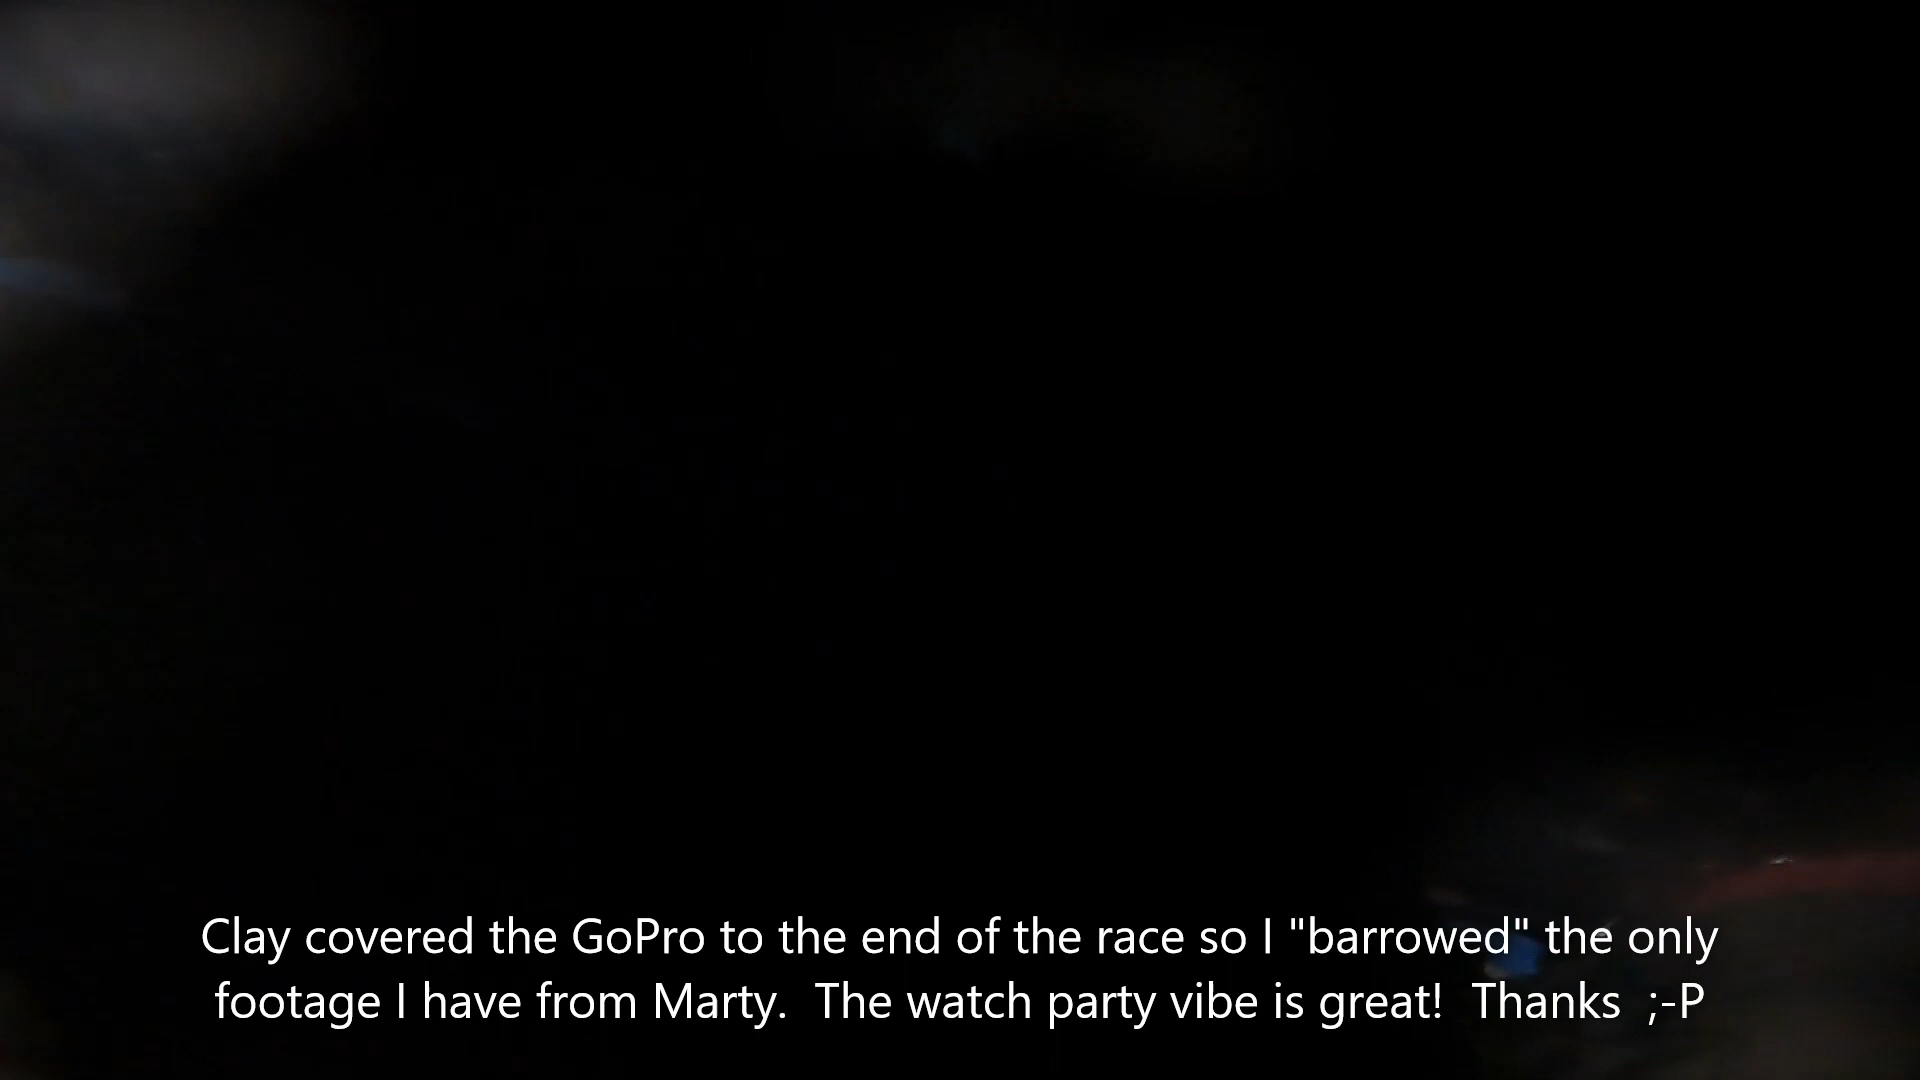 Clay covered the GoPro to the end of the race so I "barrowed" the only
footage I have from Marty.  The watch party vibe is great!  Thanks  ;-P